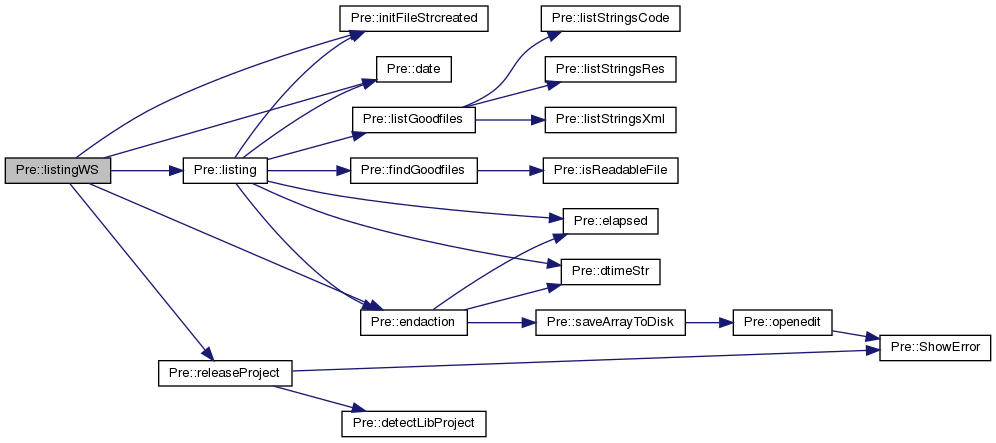 Pre::initFileStrcreated
Pre::listStringsCode
Pre::date
Pre::listStringsRes
Pre::listGoodfiles
Pre::listStringsXml
Pre::listingWS
Pre::listing
Pre::findGoodfiles
Pre::isReadableFile
Pre::elapsed
Pre::dtimeStr
Pre::endaction
Pre::saveArrayToDisk
Pre::openedit
Pre::ShowError
Pre::releaseProject
Pre::detectLibProject